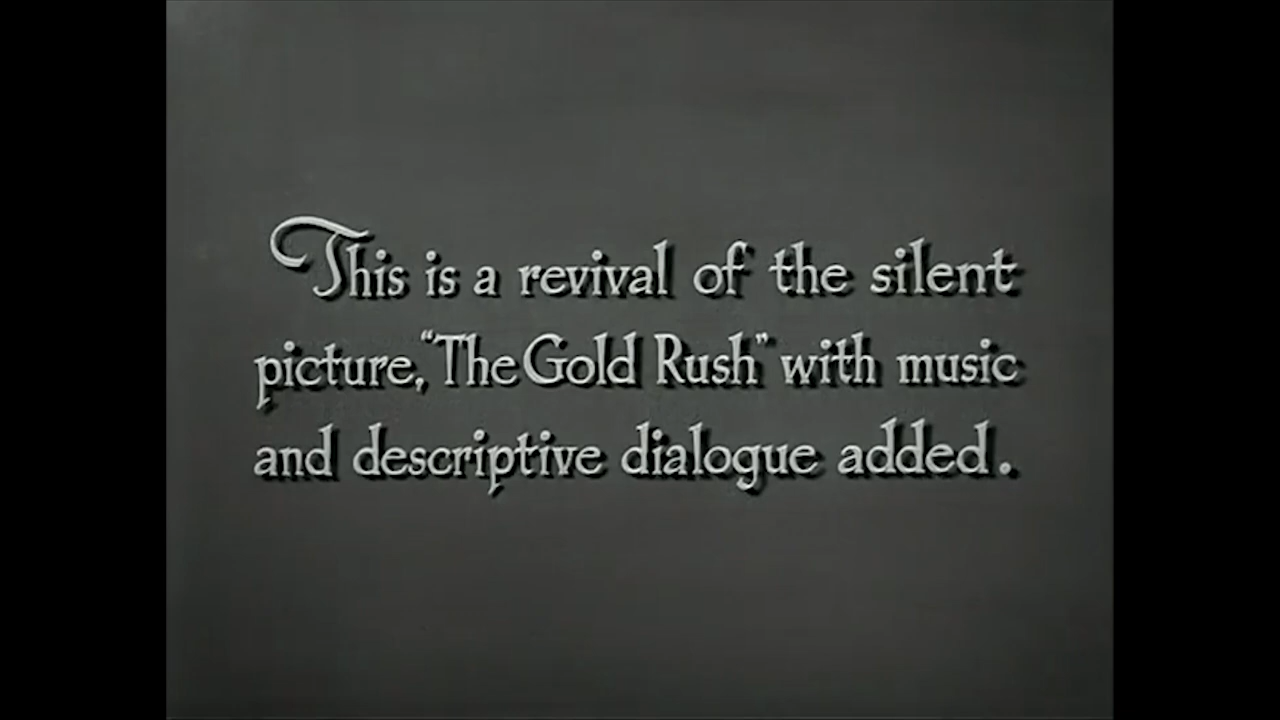 This is a revival of the silent
picture, "The Gold Rush" with music
and descriptive dialogue added.